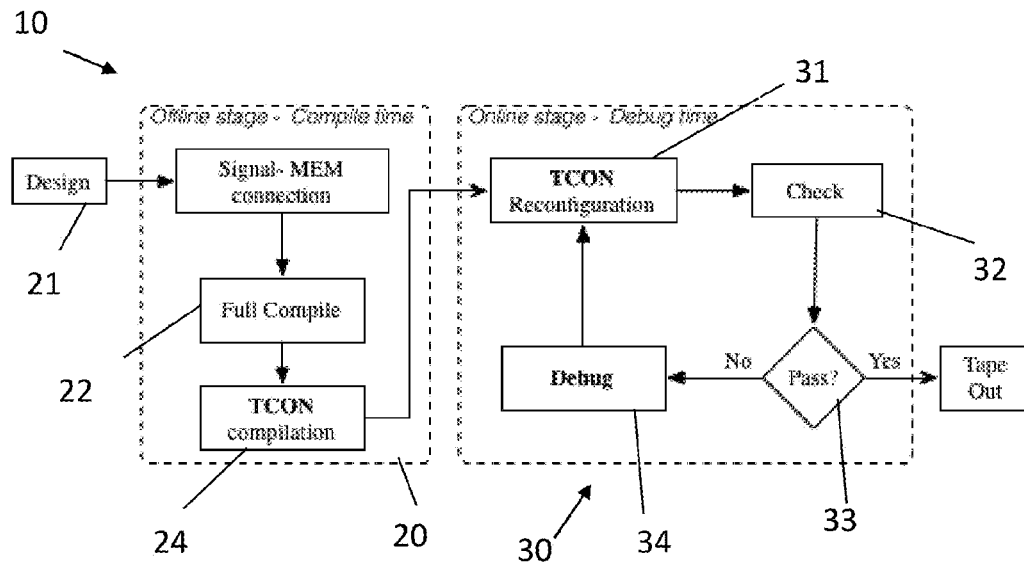 10
31
Offline stage - Compile time
Online stage - Debug time
Design
Signal- MEM
connection
TCON
Reconfiguration
Check
21
32
Full Compile
22
Debug
No
Pass?
Yes
Tape
Out
TCON
compilation
24
20
30
34
33